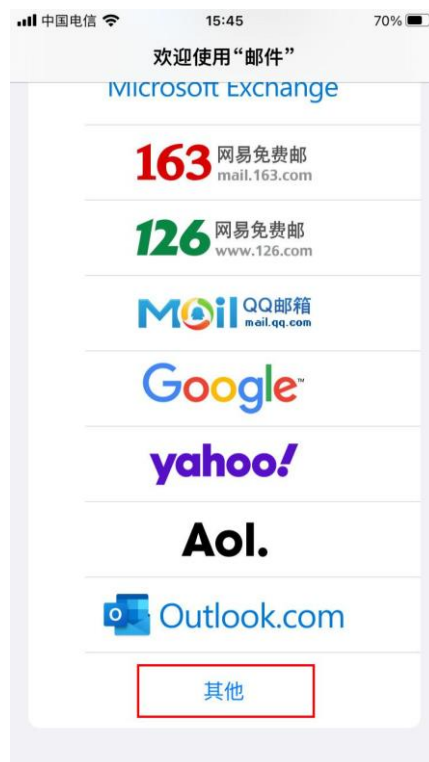 中国电信 15:45 70%
欢迎使用“邮件”
Microsoft Exchange
163 网易免费邮
mail.163.com
126 网易免费邮
www.126.com
Mail QQ邮箱
mail.qq.com
Google™
yahoo!
Aol.
Outlook.com
其他